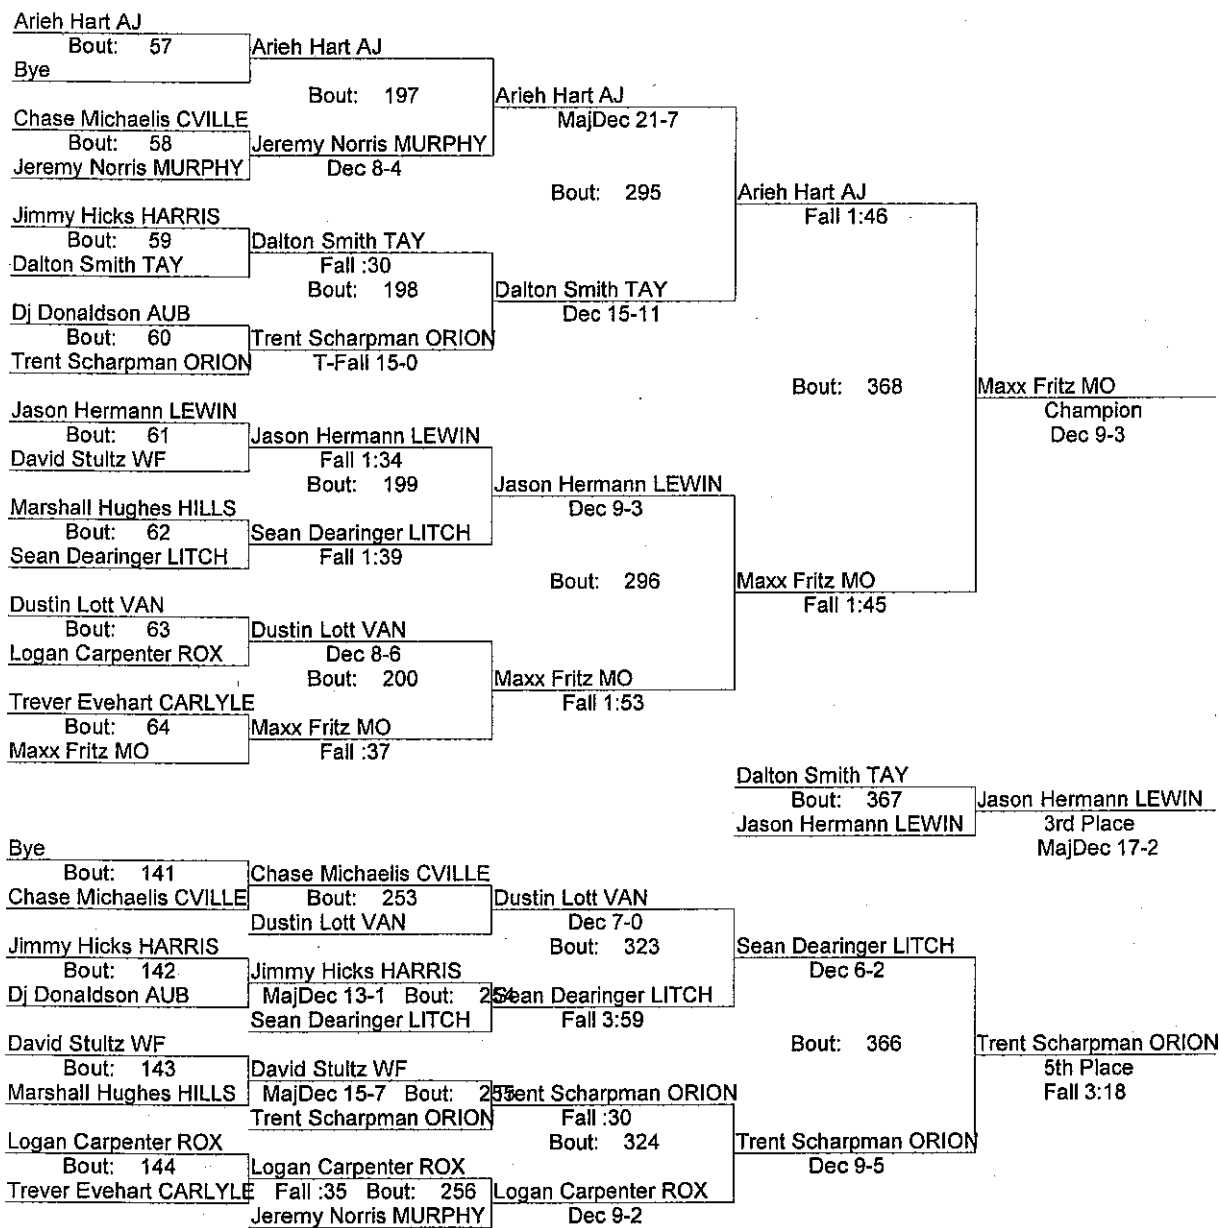 Arieh Hart AJ
Bout: 57
Bye
Arieh Hart AJ
Bout: 197
Chase Michaelis CVILLE
Bout: 58
Jeremy Norris MURPHY
Jeremy Norris MURPHY
Dec 8-4
Arieh Hart AJ
MajDec 21-7
Bout: 295
Jimmy Hicks HARRIS
Bout: 59
Dalton Smith TAY
Dalton Smith TAY
Fall :30
Bout: 198
Dj Donaldson AUB
Bout: 60
Trent Scharpman ORION
Trent Scharpman ORION
T-Fall 15-0
Dalton Smith TAY
Dec 15-11
Arieh Hart AJ
Fall 1:46
Bout: 368
Maxx Fritz MO
Champion
Dec 9-3
Jason Hermann LEWIN
Bout: 61
David Stultz WF
Jason Hermann LEWIN
Fall 1:34
Bout: 199
Marshall Hughes HILLS
Bout: 62
Sean Dearinger LITCH
Sean Dearinger LITCH
Fall 1:39
Jason Hermann LEWIN
Dec 9-3
Bout: 296
Maxx Fritz MO
Fall 1:45
Dustin Lott VAN
Bout: 63
Logan Carpenter ROX
Dustin Lott VAN
Dec 8-6
Bout: 200
Trever Evehart CARLYLE
Bout: 64
Maxx Fritz MO
Maxx Fritz MO
Fall :37
Maxx Fritz MO
Fall 1:53
Dalton Smith TAY
Bout: 367
Jason Hermann LEWIN
Jason Hermann LEWIN
3rd Place
MajDec 17-2
Bye
Bout: 141
Chase Michaelis CVILLE
Chase Michaelis CVILLE
Bout: 253
Dustin Lott VAN
Dustin Lott VAN
Dec 7-0
Bout: 323
Jimmy Hicks HARRIS
Bout: 142
Dj Donaldson AUB
Jimmy Hicks HARRIS
MajDec 13-1 Bout: 254
Sean Dearinger LITCH
Sean Dearinger LITCH
Fall 3:59
Sean Dearinger LITCH
Dec 6-2
Bout: 366
Trent Scharpman ORION
5th Place
Fall 3:18
David Stultz WF
Bout: 143
Marshall Hughes HILLS
David Stultz WF
MajDec 15-7 Bout: 255
Trent Scharpman ORION
Trent Scharpman ORION
Fall :30
Bout: 324
Logan Carpenter ROX
Bout: 144
Trever Evehart CARLYLE
Logan Carpenter ROX
Fall :35 Bout: 256
Jeremy Norris MURPHY
Logan Carpenter ROX
Dec 9-2
Trent Scharpman ORION
Dec 9-5